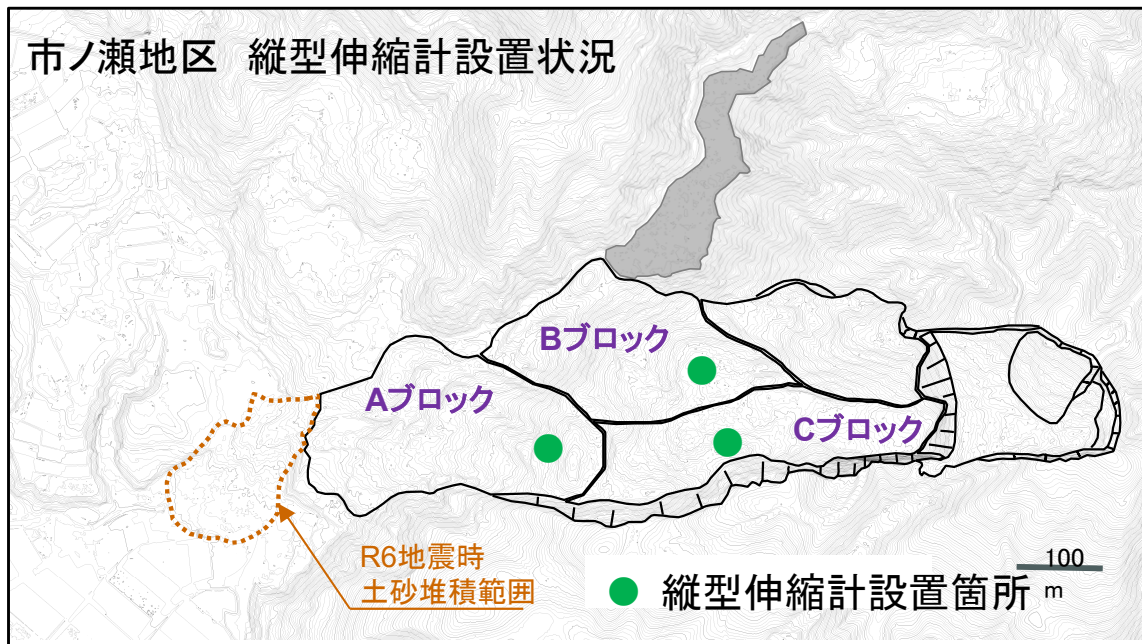 市ノ瀬地区 縦型伸縮計設置状況
Bブロック
Aブロック
Cブロック
R6地震時
土砂堆積範囲
縦型伸縮計設置箇所
100
m